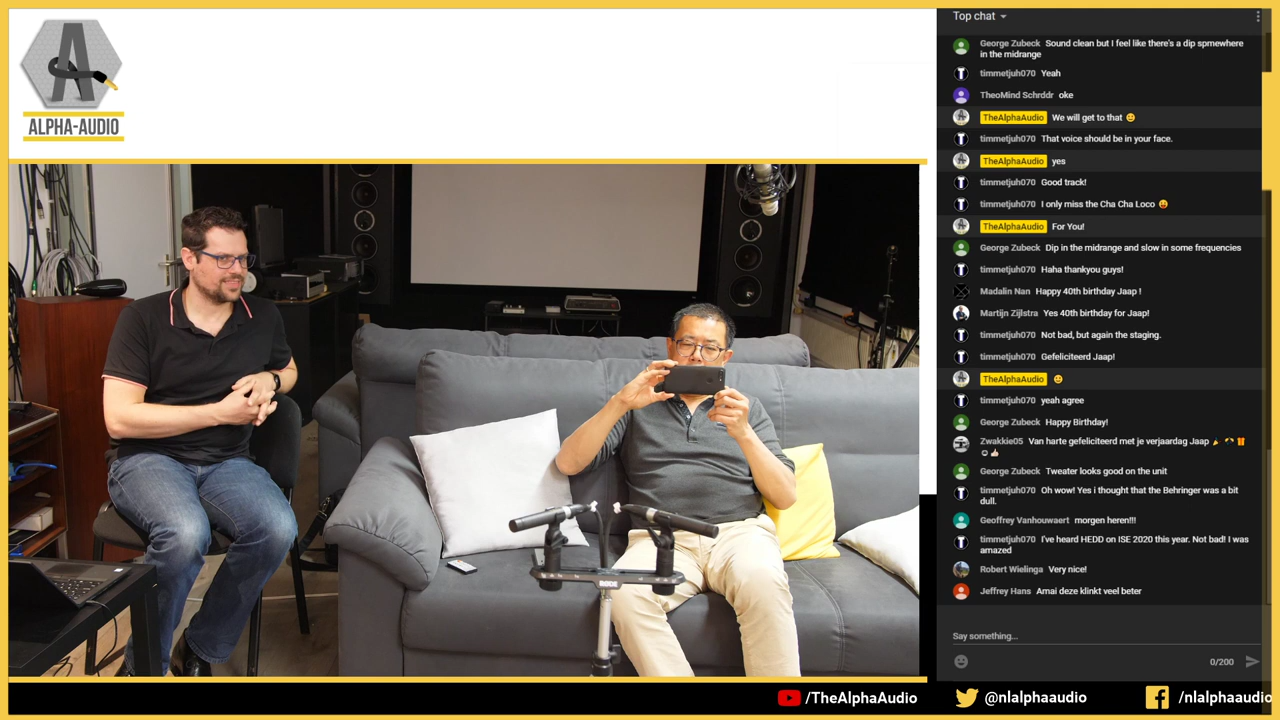 ALPHA-AUDIO
Top chat
George Zubeck Sound clean but I feel like there's a dip spmewhere
in the midrange
timmetjuh070 Yeah
TheoMind Schrddr oke
TheAlphaAudio We will get to that 😉
timmetjuh070 That voice should be in your face.
TheAlphaAudio yes
timmetjuh070 Good track!
timmetjuh070 I only miss the Cha Cha Loco 😛
TheAlphaAudio For You!
George Zubeck Dip in the midrange and slow in some frequencies
timmetjuh070 Haha thankyou guys!
Madalin Nan Happy 40th birthday Jaap !
Martijn Zijlstra Yes 40th birthday for Jaap!
timmetjuh070 Not bad, but again the staging.
timmetjuh070 Gefeliciteerd Jaap!
TheAlphaAudio 🙂
timmetjuh070 yeah agree
George Zubeck Happy Birthday!
Zwakkie05 Van harte gefeliciteerd met je verjaardag Jaap
George Zubeck Tweater looks good on the unit
timmetjuh070 Oh wow! Yes i thought that the Behringer was a bit
dull.
Geoffrey Vanhouwaert morgen heren!!!
timmetjuh070 I've heard HEDD on ISE 2020 this year. Not bad! I was
amazed
Robert Wielinga Very nice!
Jeffrey Hans Amai deze klinkt veel beter
Say something...
0/200
RODE
/TheAlphaAudio
@nlalphaaudio
/nlalphaaudio